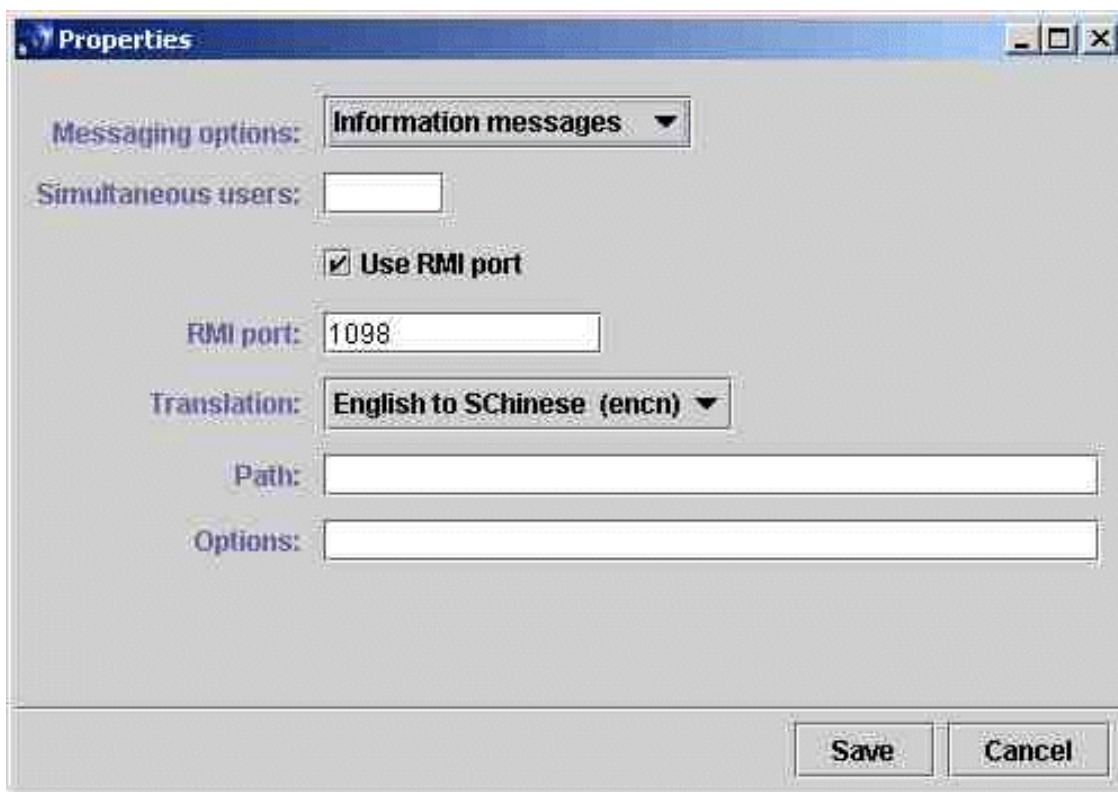 Properties
Messaging options: Information messages
Simultaneous users:
Use RMI port
RMI port: 1098
Translation: English to SChinese (encn)
Path:
Options:
Save Cancel